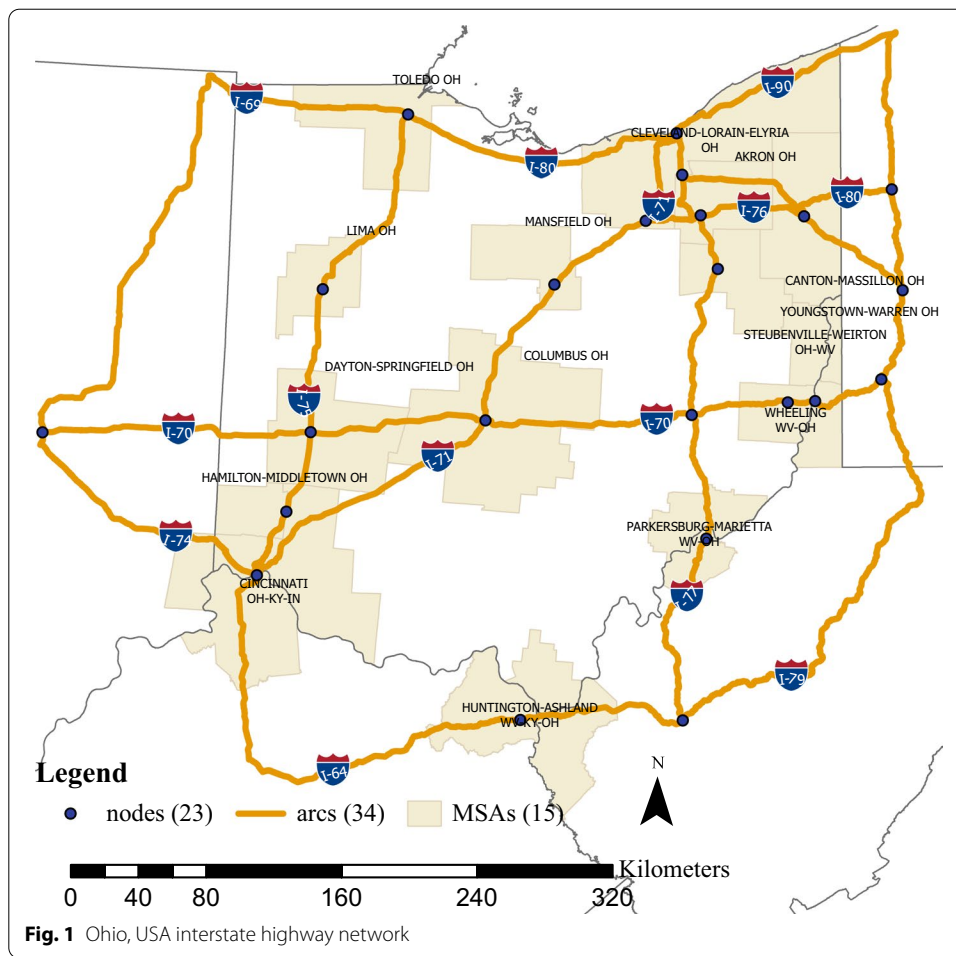 I-90
TOLEDO OH
I-69
CLEVELAND-LORAIN-ELYRIA
OH
I-80
AKRON OH
I-71
I-76
I-80
MANSFIELD OH
LIMA OH
CANTON-MASSILLON OH
YOUNGSTOWN-WARREN OH
STEUBENVILLE-WEIRTON
OH-WV
DAYTON-SPRINGFIELD OH
COLUMBUS OH
I-70
I-70
WHEELING
WV-OH
I-71
HAMILTON-MIDDLETOWN OH
I-74
PARKERSBURG-MARIETTA
WV-OH
CINCINNATI
OH-KY-IN
I-77
I-79
HUNTINGTON-ASHLAND
WV-KY-OH
I-64
N
Legend
nodes (23)
arcs (34)
MSAs (15)
Kilometers
0 20 40 80 160 240 320
Fig. 1 Ohio, USA interstate highway network